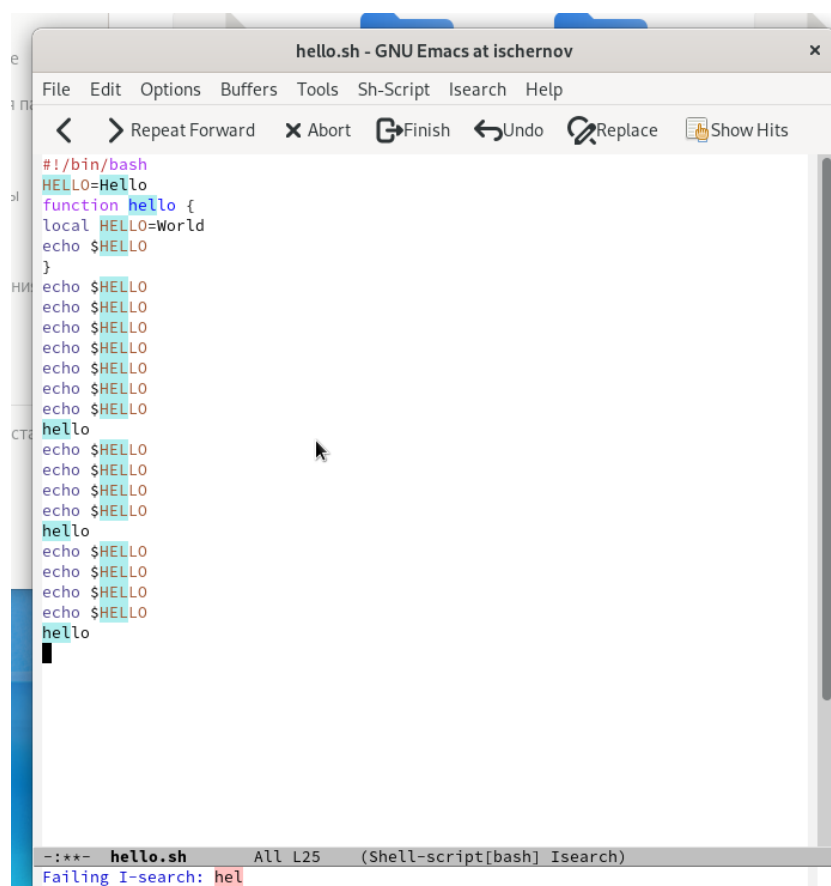 hello.sh - GNU Emacs at ischernov
File Edit Options Buffers Tools Sh-Script Isearch Help
Repeat Forward Abort Finish Undo Replace Show Hits
#!/bin/bash
HELLO=Hello
function hello {
local HELLO=World
echo $HELLO
}
echo $HELLO
echo $HELLO
echo $HELLO
echo $HELLO
echo $HELLO
echo $HELLO
echo $HELLO
hello
echo $HELLO
echo $HELLO
echo $HELLO
echo $HELLO
hello
echo $HELLO
echo $HELLO
echo $HELLO
echo $HELLO
hello
-:**- hello.sh All L25 (Shell-script[bash] Isearch)
Failing I-search: hel